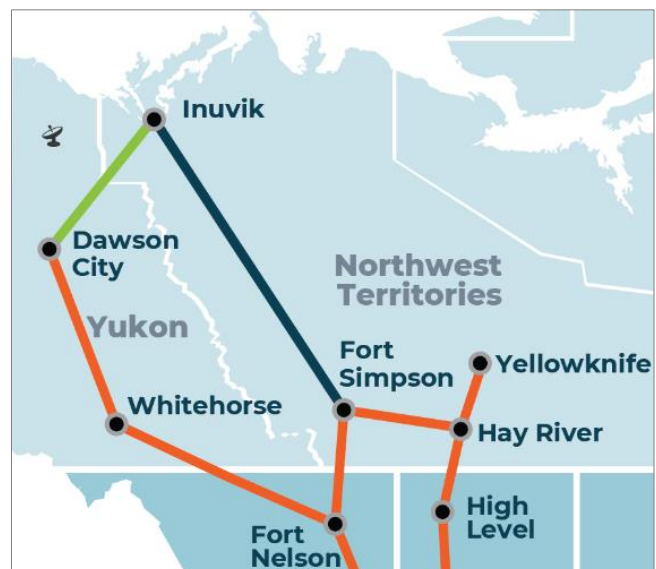 Inuvik
Dawson
City
Northwest
Territories
Yukon
Fort
Simpson
Yellowknife
Whitehorse
Hay River
High
Level
Fort
Nelson